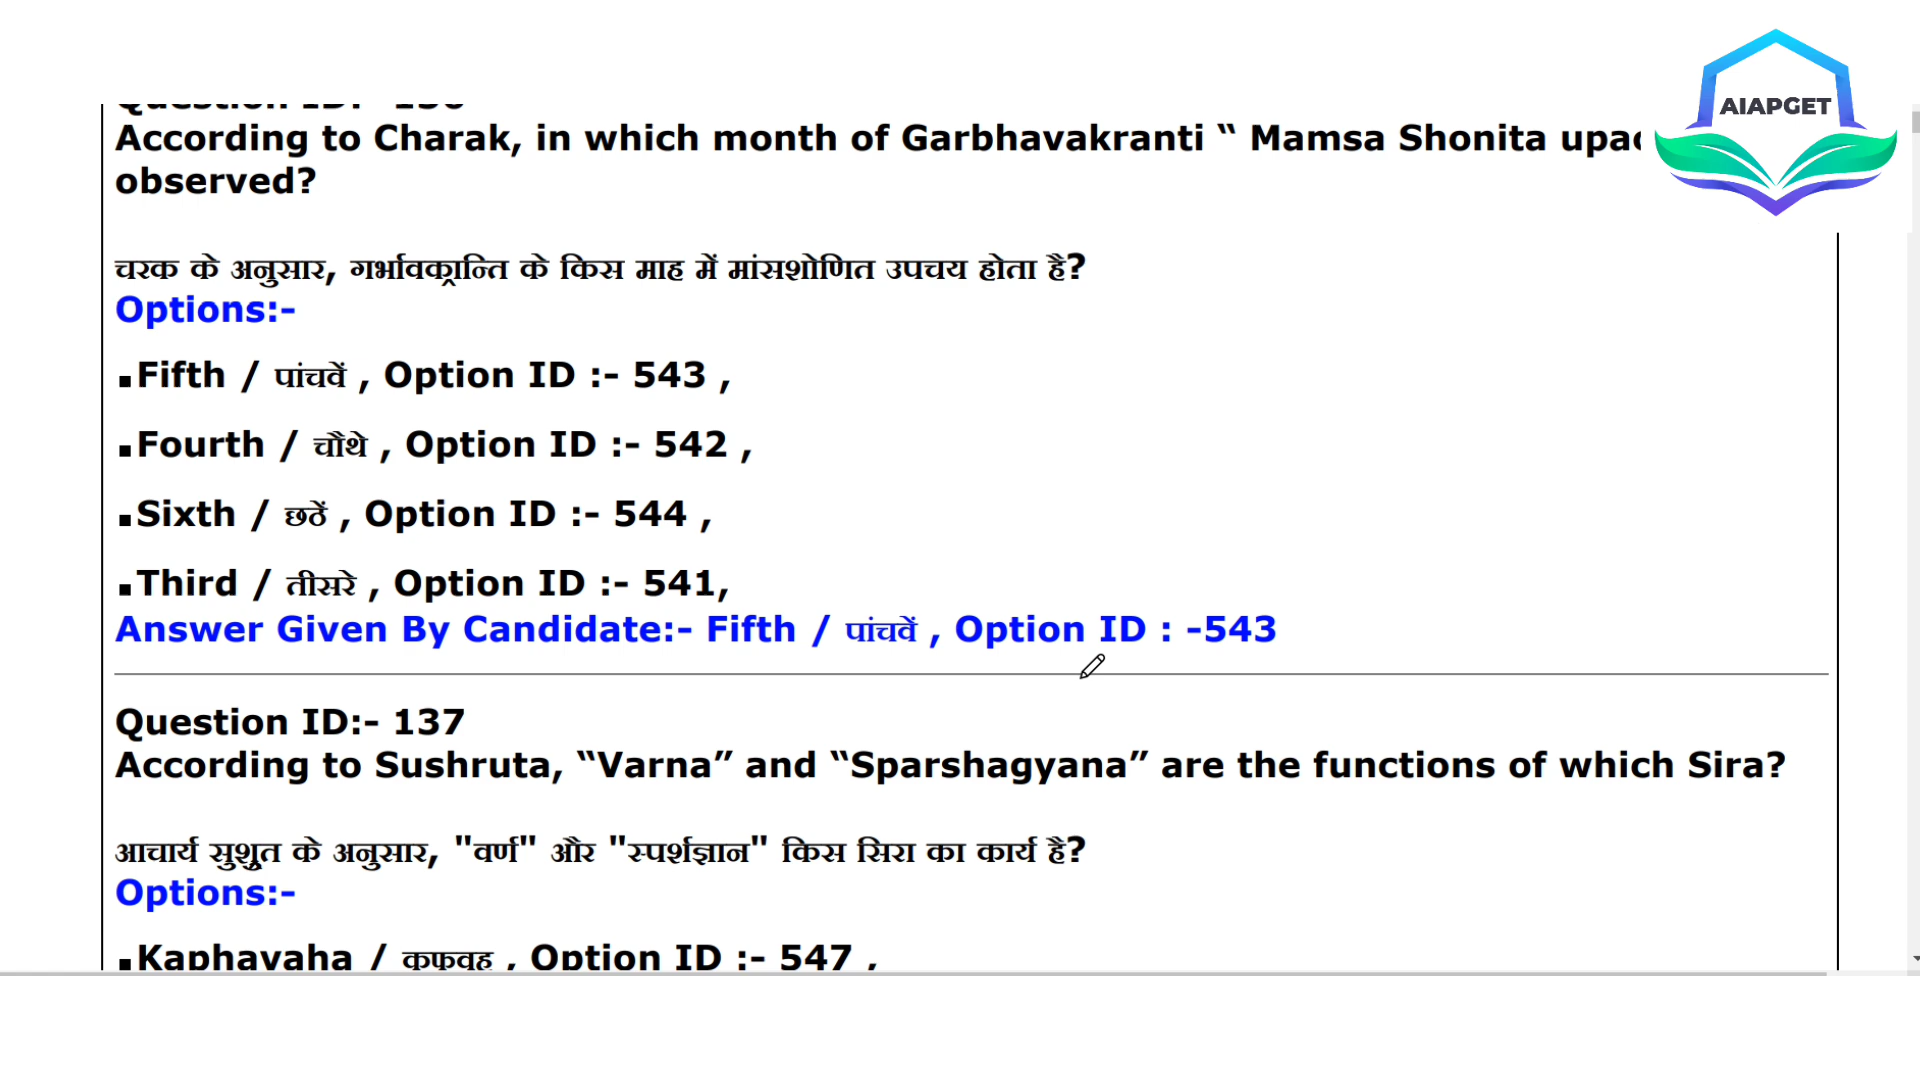 Question ID:- 136
According to Charak, in which month of Garbhavakranti “ Mamsa Shonita
observed?
चरक के अनुसार, गर्भावक्रान्ति के किस माह में मांसशोणित उपचय होता है?
Options:-
▪Fifth / पांचवें , Option ID :- 543 ,
▪Fourth / चौथे , Option ID :- 542 ,
▪Sixth / छठें , Option ID :- 544 ,
▪Third / तीसरे , Option ID :- 541,
Answer Given By Candidate:- Fifth / पांचवें , Option ID : -543
Question ID:- 137
According to Sushruta, “Varna” and “Sparshagyana” are the functions of which Sira?
आचार्य सुश्रुत के अनुसार, "वर्ण" और "स्पर्शज्ञान" किस सिरा का कार्य है?
Options:-
▪Kaphavaha / कफवह , Option ID :- 547 ,
AIAPGET